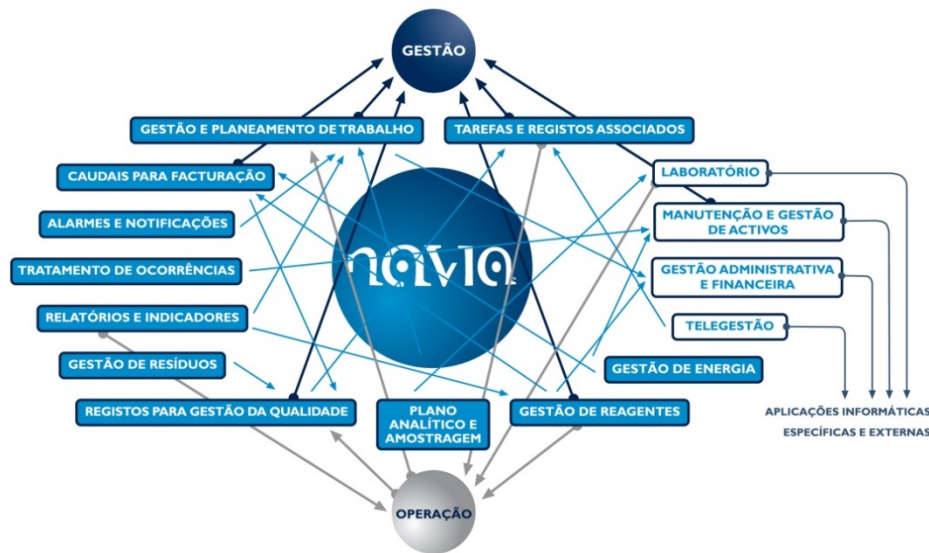 GESTÃO
GESTÃO E PLANEAMENTO DE TRABALHO
TAREFAS E REGISTOS ASSOCIADOS
CAUDAIS PARA FACTURAÇÃO
LABORATÓRIO
ALARMES E NOTIFICAÇÕES
MANUTENÇÃO E GESTÃO
DE ACTIVOS
TRATAMENTO DE OCORRÊNCIAS
navia
GESTÃO ADMINISTRATIVA
E FINANCEIRA
RELATÓRIOS E INDICADORES
TELEGESTÃO
GESTÃO DE RESÍDUOS
GESTÃO DE ENERGIA
REGISTOS PARA GESTÃO DA QUALIDADE
PLANO
ANALÍTICO E
AMOSTRAGEM
GESTÃO DE REAGENTES
APLICAÇÕES INFORMÁTICAS
ESPECÍFICAS E EXTERNAS
OPERAÇÃO